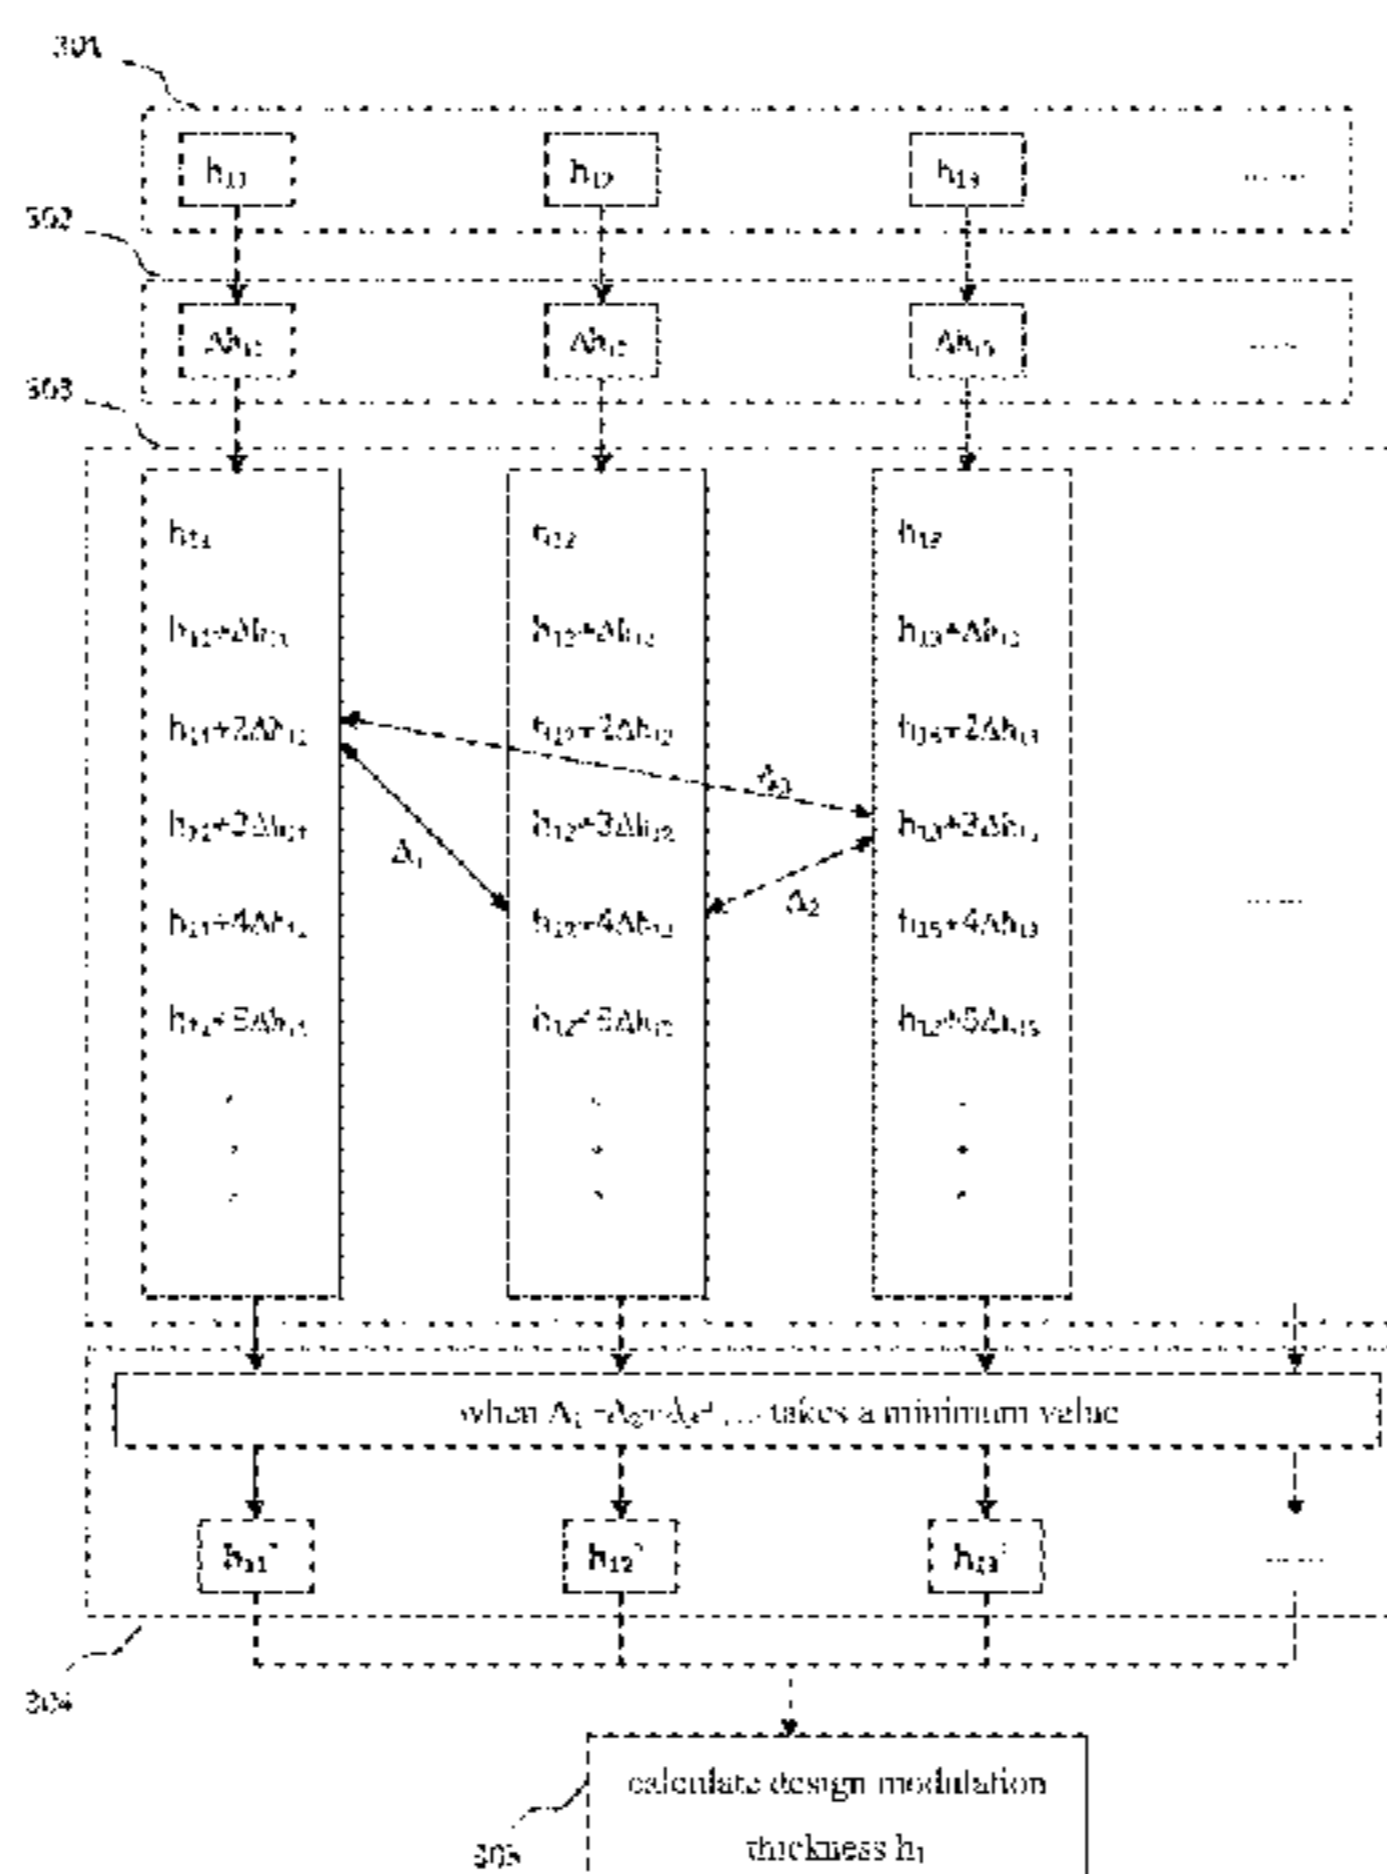 301
h₁₁ h₁₂ h₁₃ ......
302
Δh₁₁ Δh₁₂ Δh₁₃ ......
303
h₁₁ h₁₂ h₁₃
h₁₁+Δh₁₁ h₁₂+Δh₁₂ h₁₃+Δh₁₃
h₁₁+2Δh₁₁ h₁₂+2Δh₁₂ h₁₃+2Δh₁₃
Δ₃
h₁₁+3Δh₁₁ h₁₂+3Δh₁₂ h₁₃+3Δh₁₃
Δ₁ Δ₂
h₁₁+4Δh₁₁ h₁₂+4Δh₁₂ h₁₃+4Δh₁₃ ......
h₁₁+5Δh₁₁ h₁₂+5Δh₁₂ h₁₃+5Δh₁₃
when Δ₁+Δ₂+Δ₃+ ... takes a minimum value
h₁₁' h₁₂' h₁₃' ......
304
calculate design modulation
305
thickness h₁